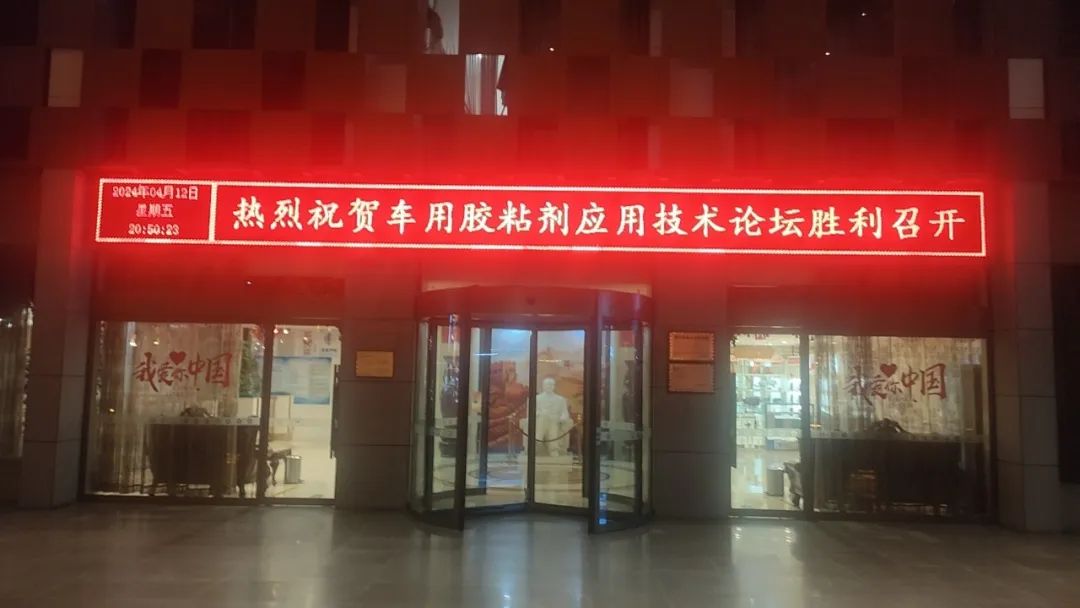 2024年04月12日
星期五
20:50:23
热烈祝贺车用胶粘剂应用技术论坛胜利召开
我爱你中国
我爱你中国